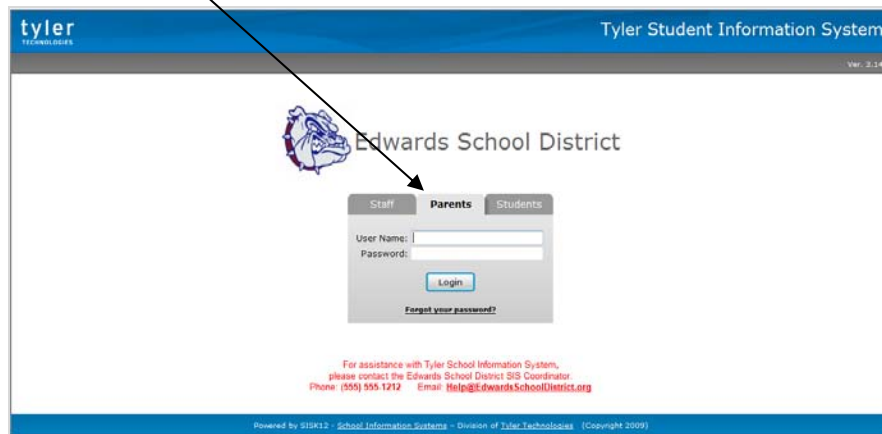 tyler
TECHNOLOGIES
Tyler Student Information System
Ver. 2.14
Edwards School District
Staff Parents Students
User Name:
Password:
Login
Forgot your password?
For assistance with Tyler School Information System,
please contact the Edwards School District SIS Coordinator.
Phone: (555) 555-1212 Email: Help@EdwardsSchoolDistrict.org
Powered by SISK12 - School Information Systems - Division of Tyler Technologies (Copyright 2009)